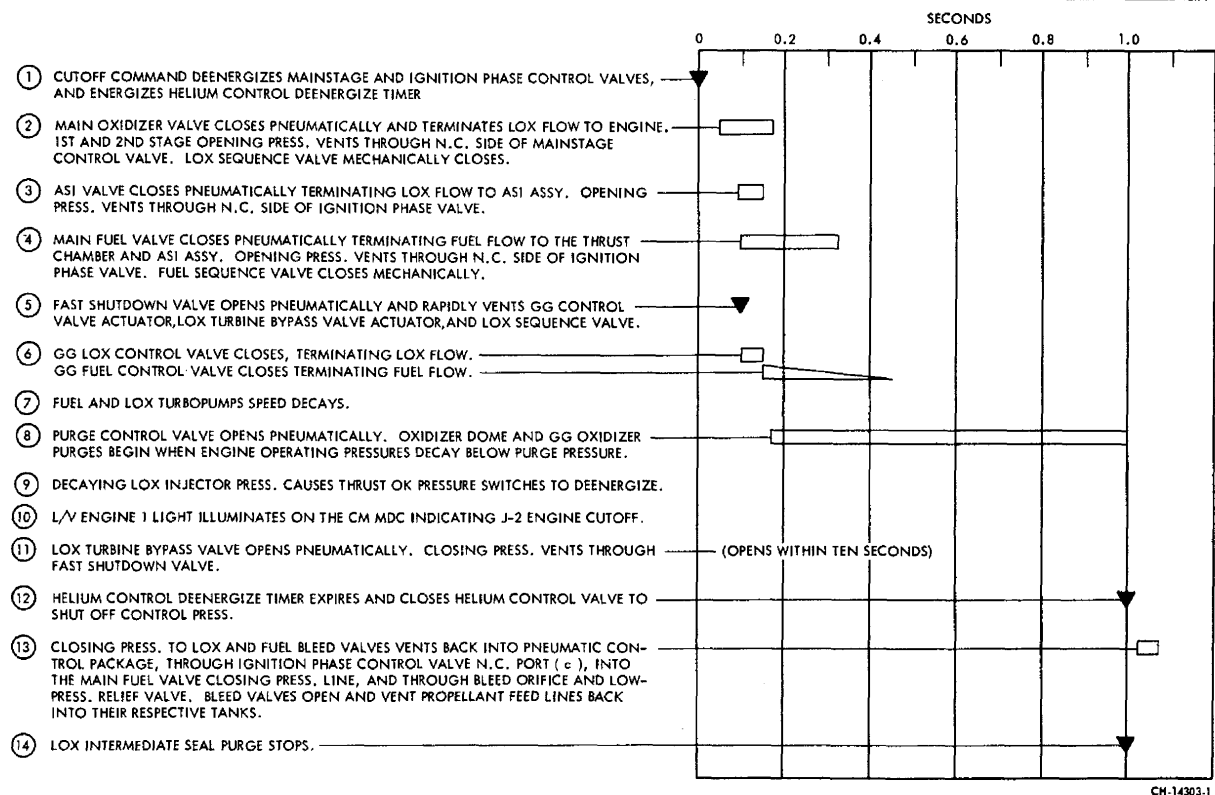 SECONDS
0 0.2 0.4 0.6 0.8 1.0
1 CUTOFF COMMAND DEENERGIZES MAINSTAGE AND IGNITION PHASE CONTROL VALVES,
AND ENERGIZES HELIUM CONTROL DEENERGIZE TIMER
2 MAIN OXIDIZER VALVE CLOSES PNEUMATICALLY AND TERMINATES LOX FLOW TO ENGINE.
1ST AND 2ND STAGE OPENING PRESS. VENTS THROUGH N.C. SIDE OF MAINSTAGE
CONTROL VALVE. LOX SEQUENCE VALVE MECHANICALLY CLOSES.
3 ASI VALVE CLOSES PNEUMATICALLY TERMINATING LOX FLOW TO ASI ASSY. OPENING
PRESS. VENTS THROUGH N.C. SIDE OF IGNITION PHASE VALVE.
4 MAIN FUEL VALVE CLOSES PNEUMATICALLY TERMINATING FUEL FLOW TO THE THRUST
CHAMBER AND ASI ASSY. OPENING PRESS. VENTS THROUGH N.C. SIDE OF IGNITION
PHASE VALVE. FUEL SEQUENCE VALVE CLOSES MECHANICALLY.
5 FAST SHUTDOWN VALVE OPENS PNEUMATICALLY AND RAPIDLY VENTS GG CONTROL
VALVE ACTUATOR, LOX TURBINE BYPASS VALVE ACTUATOR, AND LOX SEQUENCE VALVE.
6 GG LOX CONTROL VALVE CLOSES, TERMINATING LOX FLOW.
GG FUEL CONTROL VALVE CLOSES TERMINATING FUEL FLOW.
7 FUEL AND LOX TURBOPUMPS SPEED DECAYS.
8 PURGE CONTROL VALVE OPENS PNEUMATICALLY. OXIDIZER DOME AND GG OXIDIZER
PURGES BEGIN WHEN ENGINE OPERATING PRESSURES DECAY BELOW PURGE PRESSURE.
9 DECAYING LOX INJECTOR PRESS. CAUSES THRUST OK PRESSURE SWITCHES TO DEENERGIZE.
10 L/V ENGINE 1 LIGHT ILLUMINATES ON THE CM MDC INDICATING J-2 ENGINE CUTOFF.
11 LOX TURBINE BYPASS VALVE OPENS PNEUMATICALLY. CLOSING PRESS. VENTS THROUGH (OPENS WITHIN TEN SECONDS)
FAST SHUTDOWN VALVE.
12 HELIUM CONTROL DEENERGIZE TIMER EXPIRES AND CLOSES HELIUM CONTROL VALVE TO
SHUT OFF CONTROL PRESS.
13 CLOSING PRESS. TO LOX AND FUEL BLEED VALVES VENTS BACK INTO PNEUMATIC CON-
TROL PACKAGE, THROUGH IGNITION PHASE CONTROL VALVE N.C. PORT ( c ), INTO
THE MAIN FUEL VALVE CLOSING PRESS. LINE, AND THROUGH BLEED ORIFICE AND LOW-
PRESS. RELIEF VALVE. BLEED VALVES OPEN AND VENT PROPELLANT FEED LINES BACK
INTO THEIR RESPECTIVE TANKS.
14 LOX INTERMEDIATE SEAL PURGE STOPS.
CH-14303-1